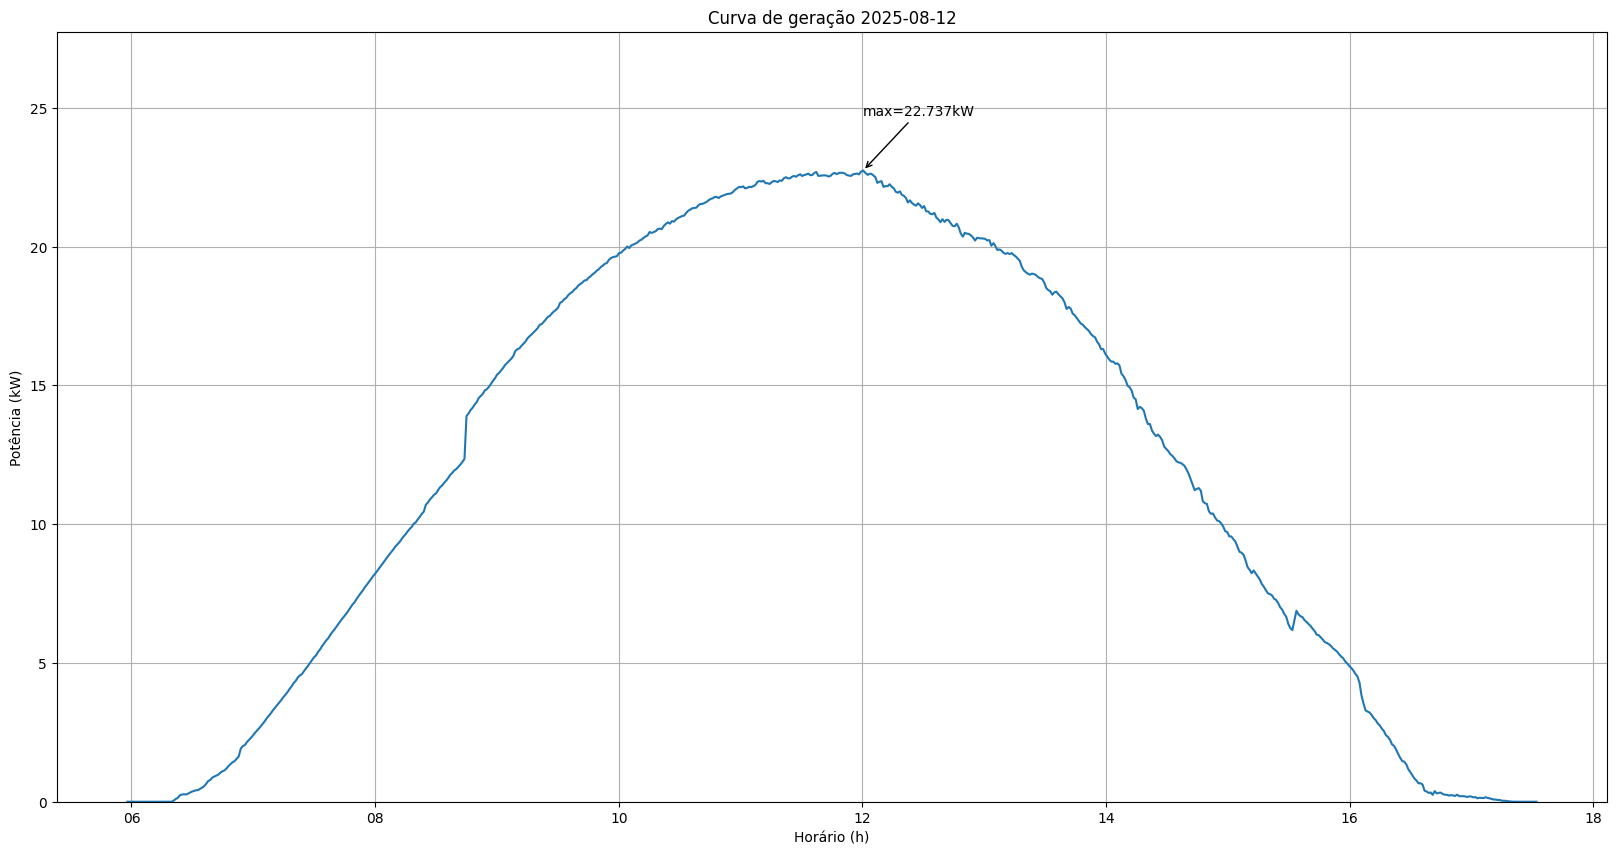 Curva de geração 2025-08-12
max=22.737kW
25
20
15
10
5
0
Potência (kW)
06 08 10 12 14 16 18
Horário (h)